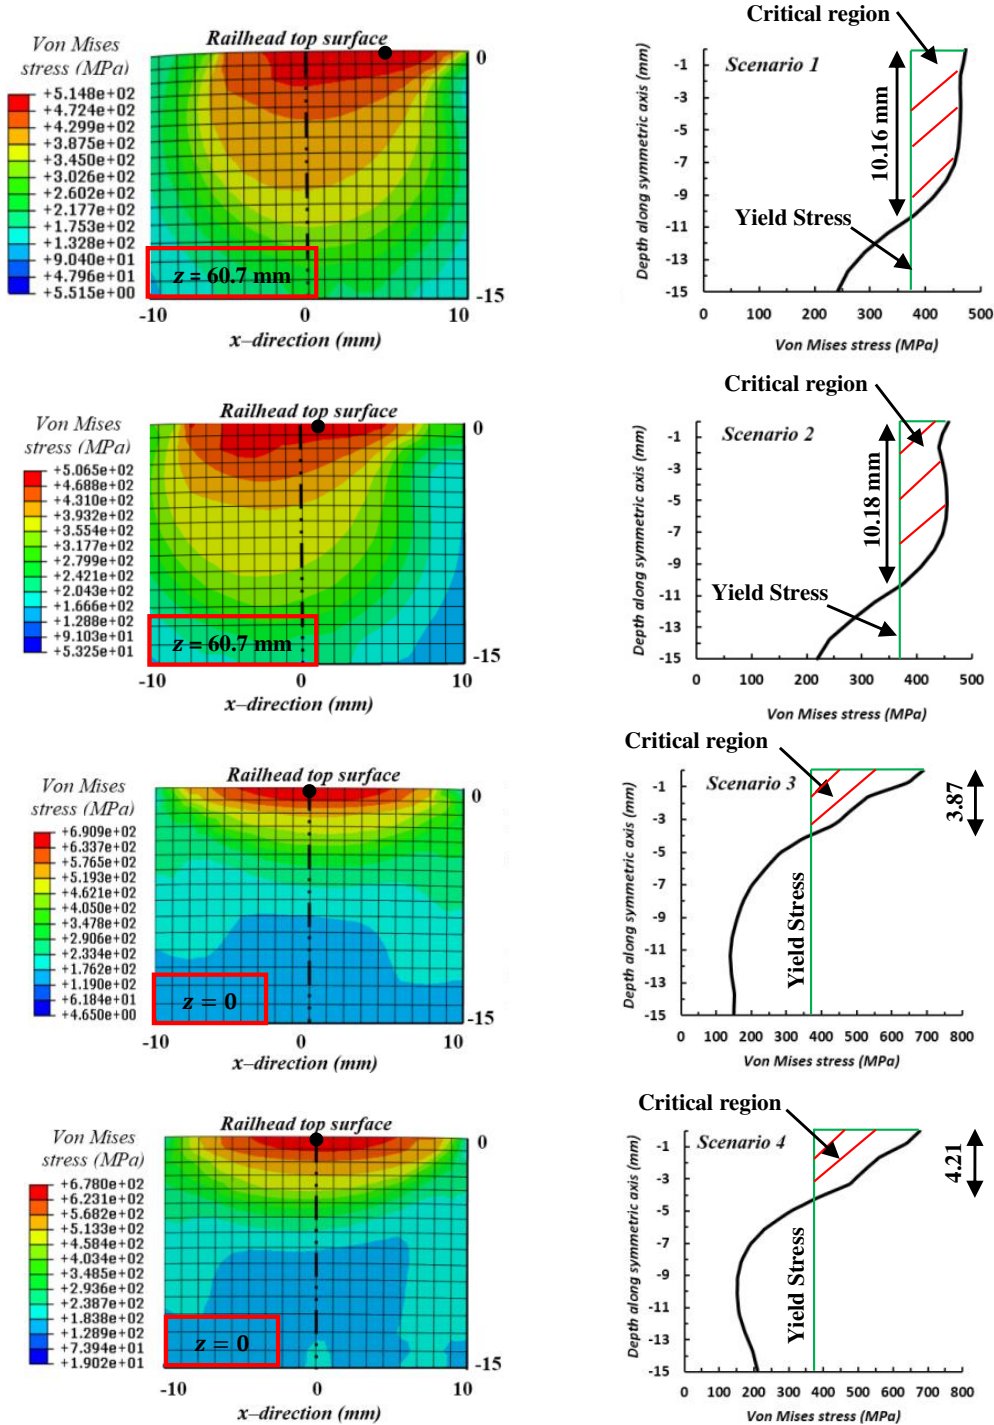 Von Mises
stress (MPa)
+5.148e+02
+4.724e+02
+4.299e+02
+3.875e+02
+3.450e+02
+3.026e+02
+2.602e+02
+2.177e+02
+1.753e+02
+1.328e+02
+9.040e+01
+4.796e+01
+5.515e+00
Railhead top surface
0
z = 60.7 mm
-15
-10 0 10
x–direction (mm)
Critical region
Scenario 1
10.16 mm
Yield Stress
Depth along symmetric axis (mm)
-1
-3
-5
-7
-9
-11
-13
-15
0 100 200 300 400 500
Von Mises stress (MPa)
Von Mises
stress (MPa)
+5.065e+02
+4.688e+02
+4.310e+02
+3.932e+02
+3.554e+02
+3.177e+02
+2.799e+02
+2.421e+02
+2.043e+02
+1.666e+02
+1.288e+02
+9.103e+01
+5.325e+01
Railhead top surface
0
z = 60.7 mm
-15
-10 0 10
x–direction (mm)
Critical region
Scenario 2
10.18 mm
Yield Stress
Depth along symmetric axis (mm)
-1
-3
-5
-7
-9
-11
-13
-15
0 100 200 300 400 500
Von Mises stress (MPa)
Von Mises
stress (MPa)
+6.909e+02
+6.337e+02
+5.765e+02
+5.193e+02
+4.621e+02
+4.050e+02
+3.478e+02
+2.906e+02
+2.334e+02
+1.762e+02
+1.190e+02
+6.184e+01
+4.650e+00
Railhead top surface
0
z = 0
-15
-10 0 10
x–direction (mm)
Critical region
Scenario 3
3.87
Yield Stress
Depth along symmetric axis (mm)
-1
-3
-5
-7
-9
-11
-13
-15
0 100 200 300 400 500 600 700 800
Von Mises stress (MPa)
Von Mises
stress (MPa)
+6.780e+02
+6.231e+02
+5.682e+02
+5.133e+02
+4.584e+02
+4.034e+02
+3.485e+02
+2.936e+02
+2.387e+02
+1.838e+02
+1.289e+02
+7.394e+01
+1.902e+01
Railhead top surface
0
z = 0
-15
-10 0 10
x–direction (mm)
Critical region
Scenario 4
4.21
Yield Stress
Depth along symmetric axis (mm)
-1
-3
-5
-7
-9
-11
-13
-15
0 100 200 300 400 500 600 700 800
Von Mises stress (MPa)